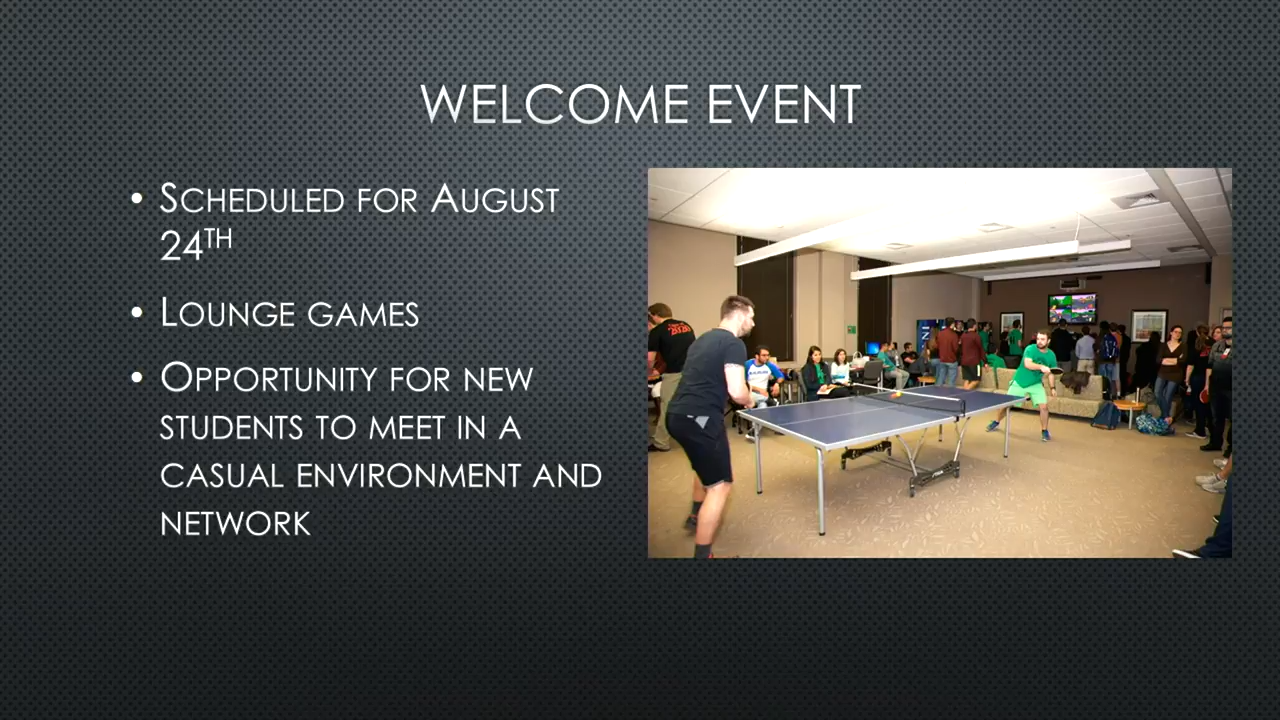 WELCOME EVENT
• SCHEDULED FOR AUGUST
24TH
• LOUNGE GAMES
• OPPORTUNITY FOR NEW
STUDENTS TO MEET IN A
CASUAL ENVIRONMENT AND
NETWORK